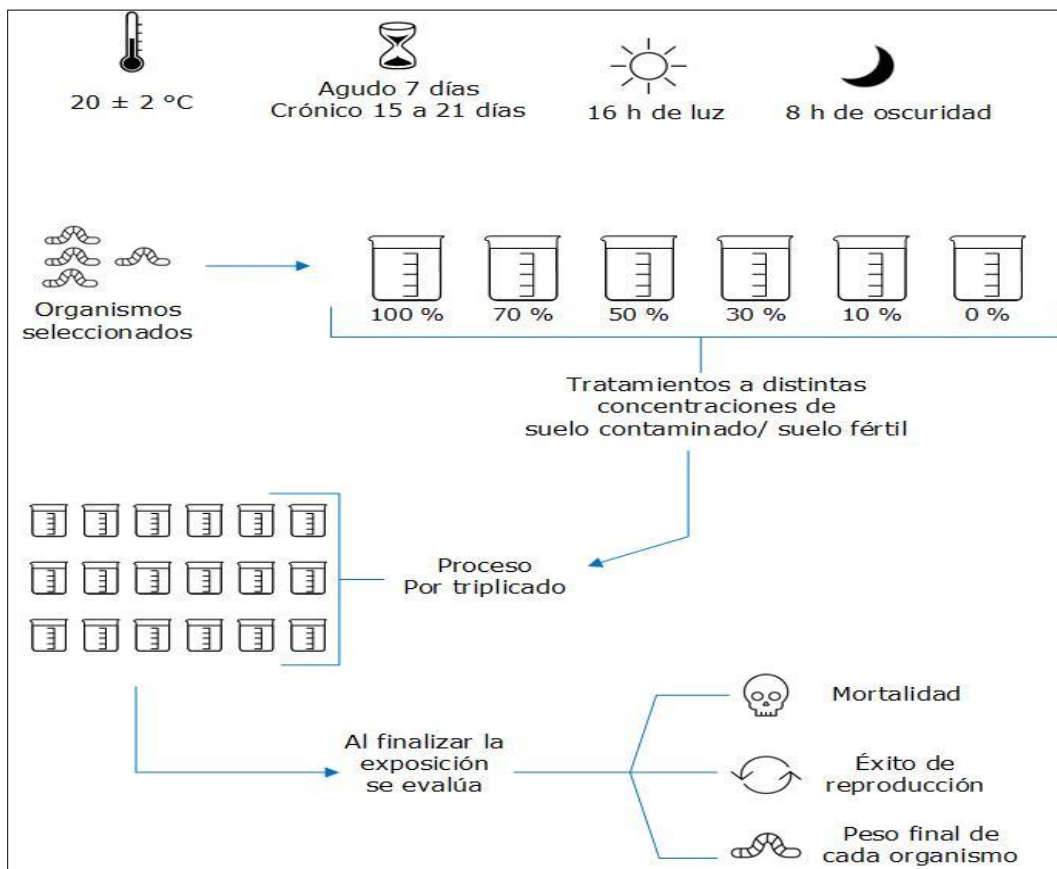 20 ± 2 °C
Agudo 7 días
Crónico 15 a 21 días
16 h de luz
8 h de oscuridad
Organismos
seleccionados
100 %
70 %
50 %
30 %
10 %
0 %
Tratamientos a distintas
concentraciones de
suelo contaminado/ suelo fértil
Proceso
Por triplicado
Al finalizar la
exposición
se evalúa
Mortalidad
Éxito de
reproducción
Peso final de
cada organismo